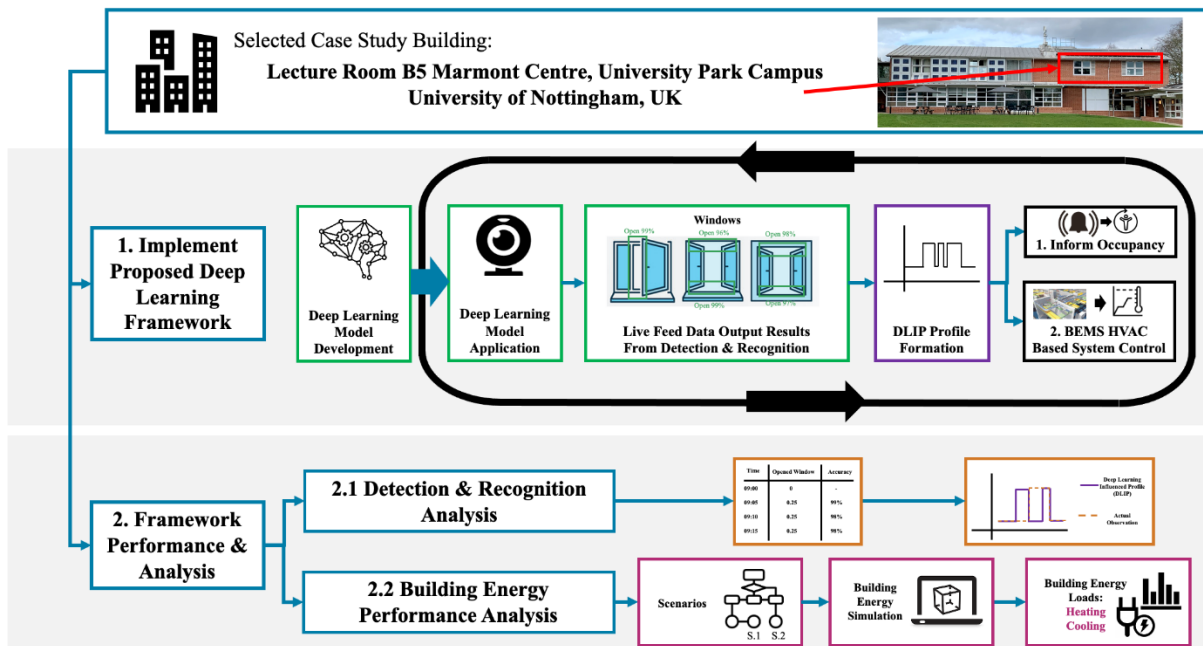 Selected Case Study Building:
Lecture Room B5 Marmont Centre, University Park Campus
University of Nottingham, UK
1. Implement
Proposed Deep
Learning
Framework
Deep Learning
Model
Development
Deep Learning
Model
Application
Windows
Open 99%
Open 96%
Open 98%
Open 99%
Open 97%
Live Feed Data Output Results
From Detection & Recognition
DLIP Profile
Formation
1. Inform Occupancy
2. BEMS HVAC
Based System Control
2. Framework
Performance &
Analysis
2.1 Detection & Recognition
Analysis
Time Opened Window Accuracy
09:00 0 -
09:05 0.25 99%
09:10 0.25 98%
09:15 0.25 98%
Deep Learning
Influenced Profile
(DLIP)
Actual
Observation
2.2 Building Energy
Performance Analysis
Scenarios
S.1 S.2
Building
Energy
Simulation
Building Energy
Loads:
Heating
Cooling